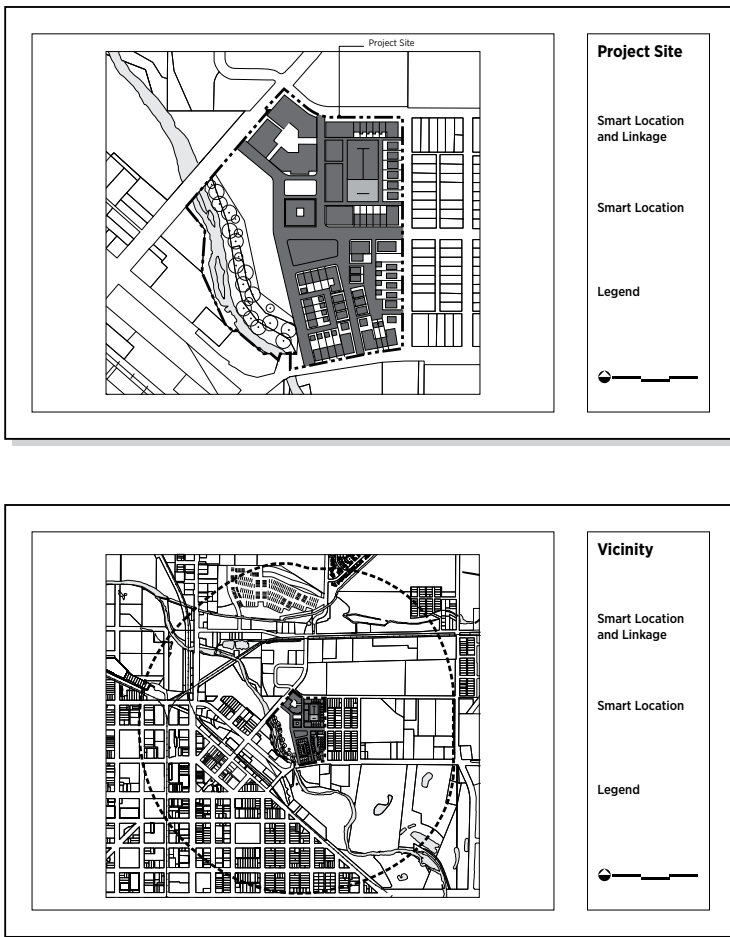 Project Site
Project Site
Smart Location
and Linkage
Smart Location
Legend
Vicinity
Smart Location
and Linkage
Smart Location
Legend